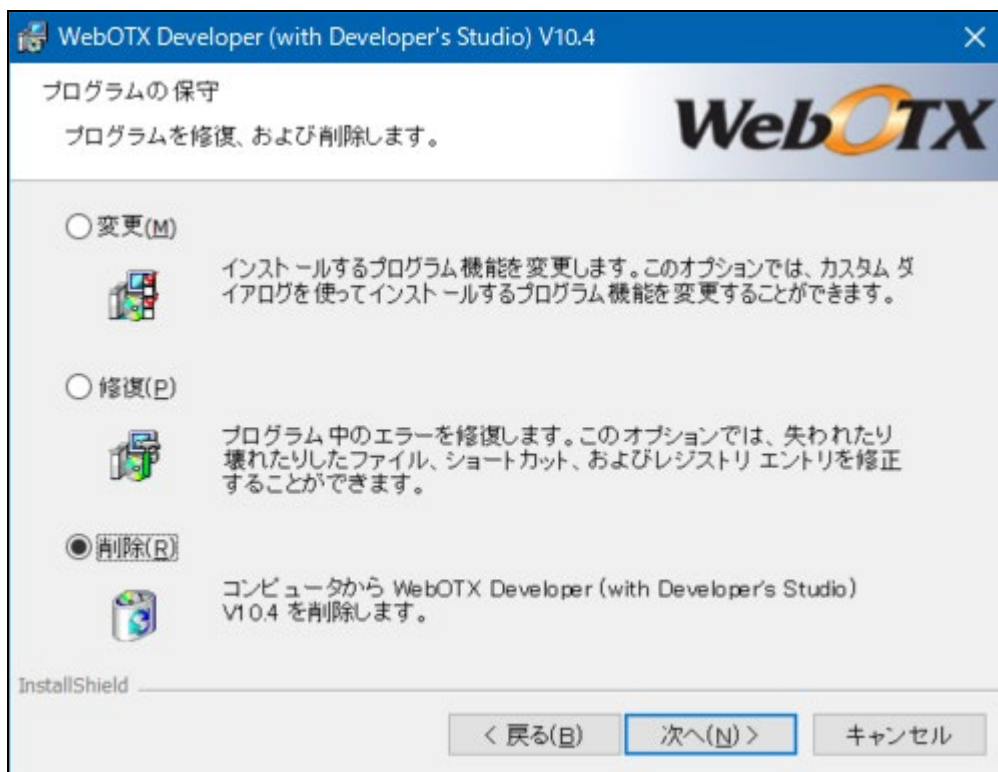 WebOTX Developer (with Developer's Studio) V10.4
プログラムの保守
プログラムを修復、および削除します。
WebOTX
変更(M)
インストールするプログラム機能を変更します。このオプションでは、カスタム ダ
イアログを使ってインストールするプログラム機能を変更することができます。
修復(P)
プログラム中のエラーを修復します。このオプションでは、失われたり
壊れたりしたファイル、ショートカット、およびレジストリ エントリを修正
することができます。
削除(R)
コンピュータから WebOTX Developer (with Developer's Studio)
V10.4 を削除します。
InstallShield
< 戻る(B)
次へ(N) >
キャンセル